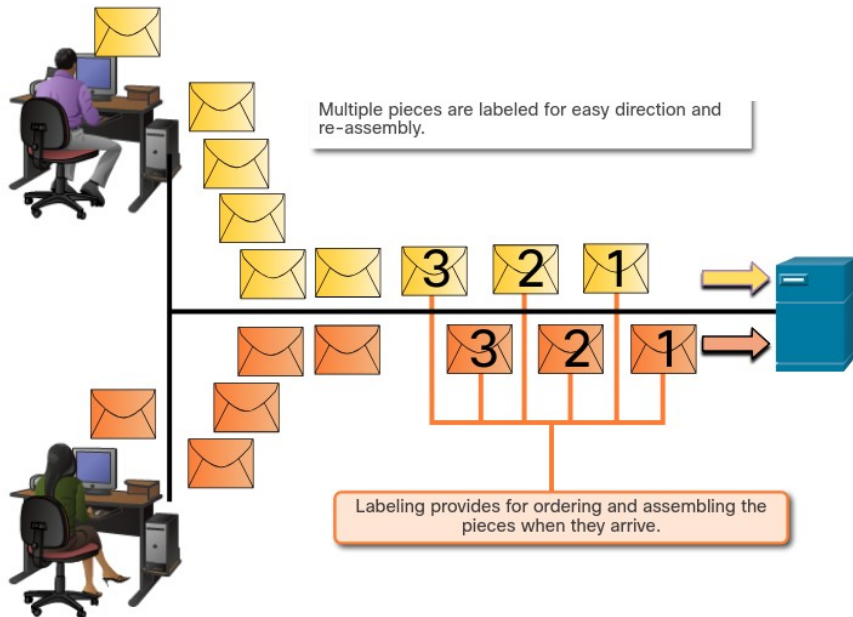 Multiple pieces are labeled for easy direction and
re-assembly.
3 2 1
3 2 1
Labeling provides for ordering and assembling the
pieces when they arrive.